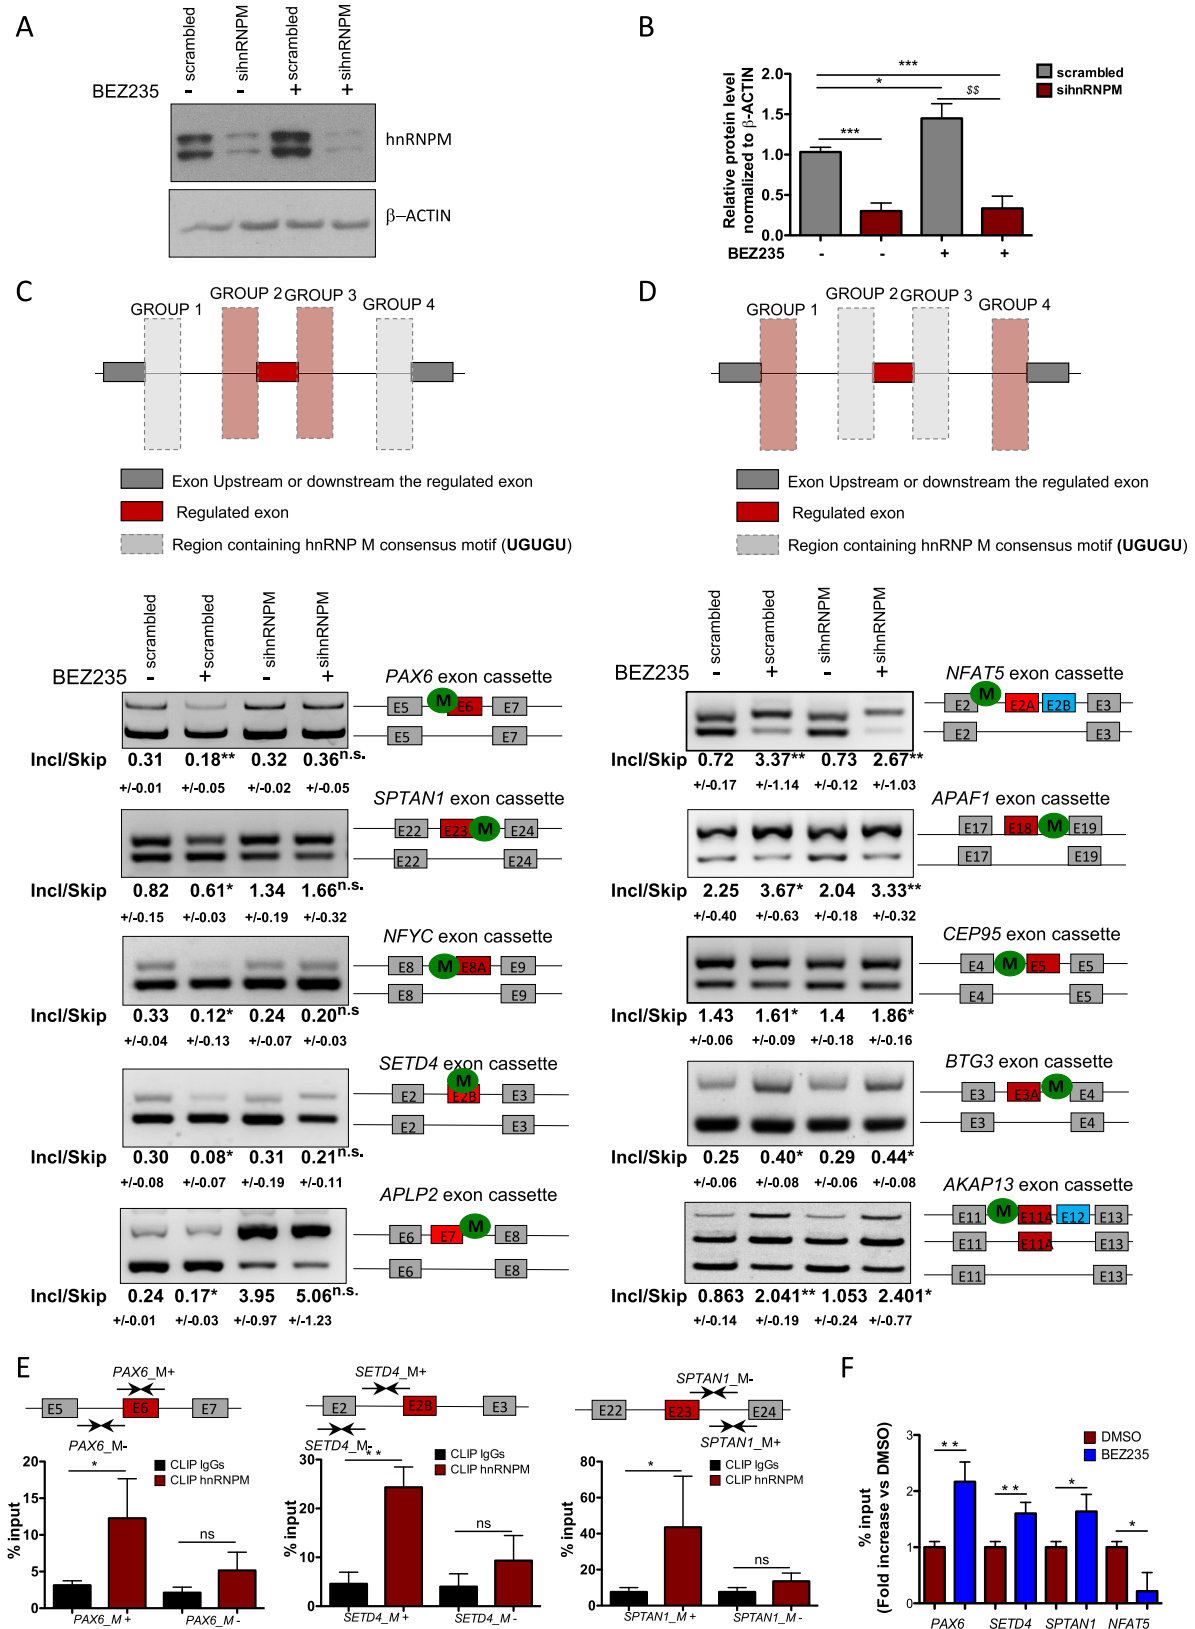 A
scrambled
sihnRNPM
scrambled
sihnRNPM
BEZ235
- - + +
hnRNPM
β-ACTIN
B
Relative protein level
normalized to β-ACTIN
2.0
1.5
1.0
0.5
0.0
***
*
***
$$
scrambled
sihnRNPM
BEZ235 - - + +
C
GROUP 1
GROUP 2
GROUP 3
GROUP 4
Exon Upstream or downstream the regulated exon
Regulated exon
Region containing hnRNP M consensus motif (UGUGU)
scrambled
scrambled
sihnRNPM
sihnRNPM
BEZ235 - + - +
PAX6 exon cassette
E5 M E6 E7
E5 E7
Incl/Skip 0.31 0.18** 0.32 0.36n.s.
+/-0.01 +/-0.05 +/-0.02 +/-0.05
SPTAN1 exon cassette
E22 E23 M E24
E22 E24
Incl/Skip 0.82 0.61* 1.34 1.66n.s.
+/-0.15 +/-0.03 +/-0.19 +/-0.32
NFYC exon cassette
E8 M E8A E9
E8 E9
Incl/Skip 0.33 0.12* 0.24 0.20n.s
+/-0.04 +/-0.13 +/-0.07 +/-0.03
SETD4 exon cassette
M
E2 E2B E3
E2 E3
Incl/Skip 0.30 0.08* 0.31 0.21n.s.
+/-0.08 +/-0.07 +/-0.19 +/-0.11
APLP2 exon cassette
E6 E7 M E8
E6 E8
Incl/Skip 0.24 0.17* 3.95 5.06n.s.
+/-0.01 +/-0.03 +/-0.97 +/-1.23
D
GROUP 1
GROUP 2
GROUP 3
GROUP 4
Exon Upstream or downstream the regulated exon
Regulated exon
Region containing hnRNP M consensus motif (UGUGU)
scrambled
scrambled
sihnRNPM
sihnRNPM
BEZ235 - + - +
NFAT5 exon cassette
E2 M E2A E2B E3
E2 E3
Incl/Skip 0.72 3.37** 0.73 2.67**
+/-0.17 +/-1.14 +/-0.12 +/-1.03
APAF1 exon cassette
E17 E18 M E19
E17 E19
Incl/Skip 2.25 3.67* 2.04 3.33**
+/-0.40 +/-0.63 +/-0.18 +/-0.32
CEP95 exon cassette
E4 M E5 E5
E4 E5
Incl/Skip 1.43 1.61* 1.4 1.86*
+/-0.06 +/-0.09 +/-0.18 +/-0.16
BTG3 exon cassette
E3 E3A M E4
E3 E4
Incl/Skip 0.25 0.40* 0.29 0.44*
+/-0.06 +/-0.08 +/-0.06 +/-0.08
AKAP13 exon cassette
E11 M E11A E12 E13
E11 E11A E13
E11 E13
Incl/Skip 0.863 2.041** 1.053 2.401*
+/-0.14 +/-0.19 +/-0.24 +/-0.77
E
PAX6_M+
E5 E6 E7
PAX6_M-
% input
20
15
10
5
0
*
ns
CLIP IgGs
CLIP hnRNPM
PAX6_M + PAX6_M -
SETD4_M+
E2 E2B E3
SETD4_M-
% input
30
20
10
0
**
ns
CLIP IgGs
CLIP hnRNPM
SETD4_M + SETD4_M -
SPTAN1_M-
E22 E23 E24
SPTAN1_M+
% input
80
60
40
20
0
*
ns
CLIP IgGs
CLIP hnRNPM
SPTAN1_M + SPTAN1_M -
F
% input
(Fold increase vs DMSO)
3
2
1
0
**
**
*
*
DMSO
BEZ235
PAX6 SETD4 SPTAN1 NFAT5